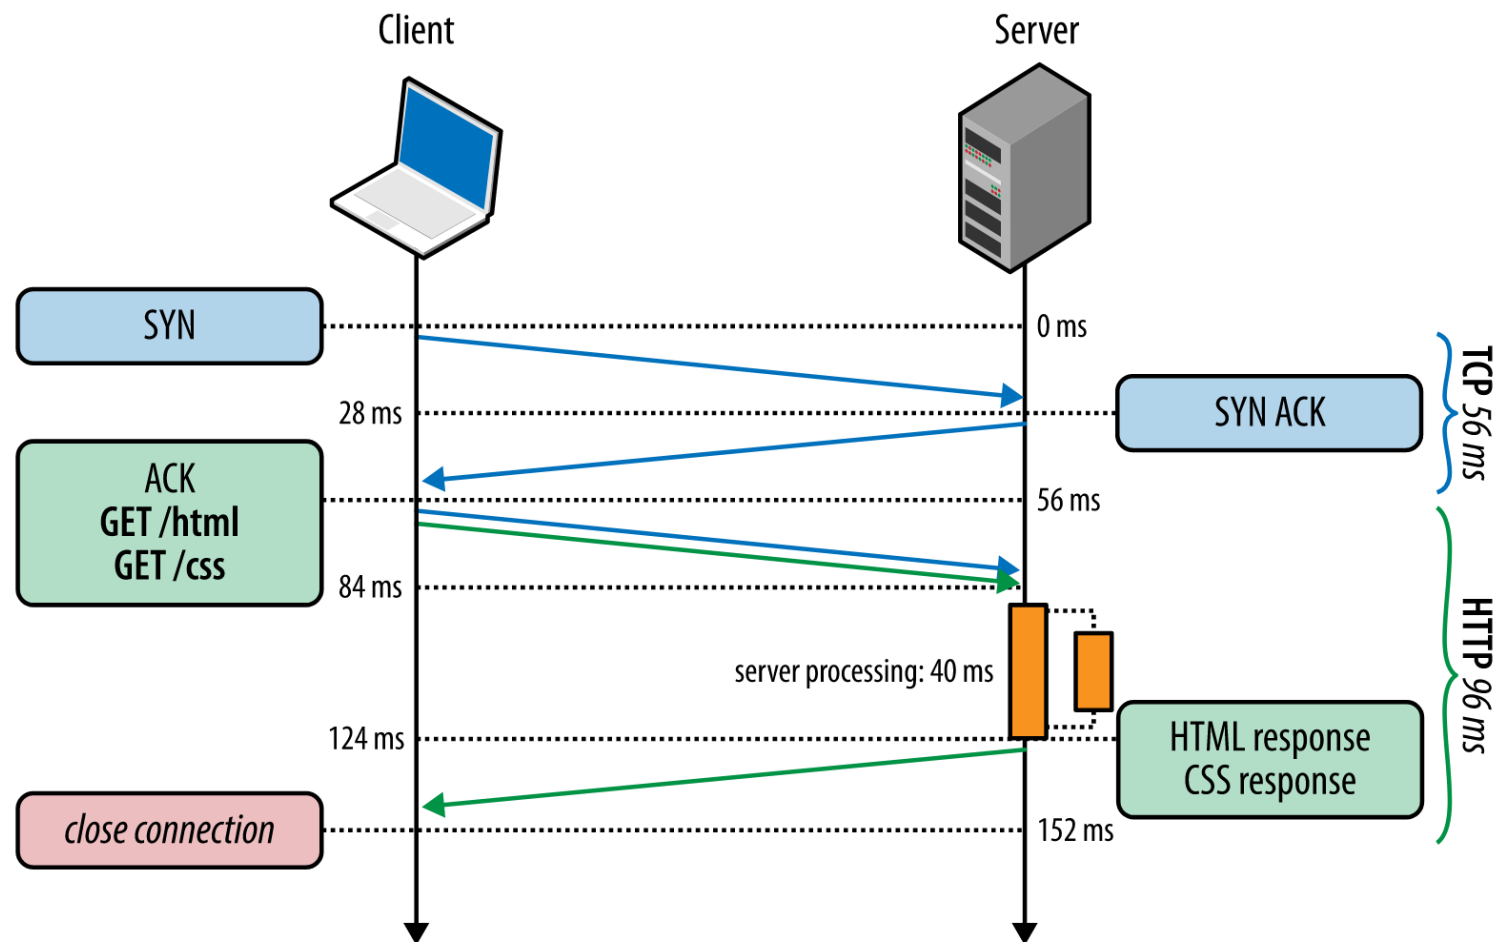 Client
Server
SYN
0 ms
28 ms
SYN ACK
TCP 56 ms
ACK
GET /html
GET /css
56 ms
84 ms
server processing: 40 ms
HTTP 96 ms
124 ms
HTML response
CSS response
close connection
152 ms